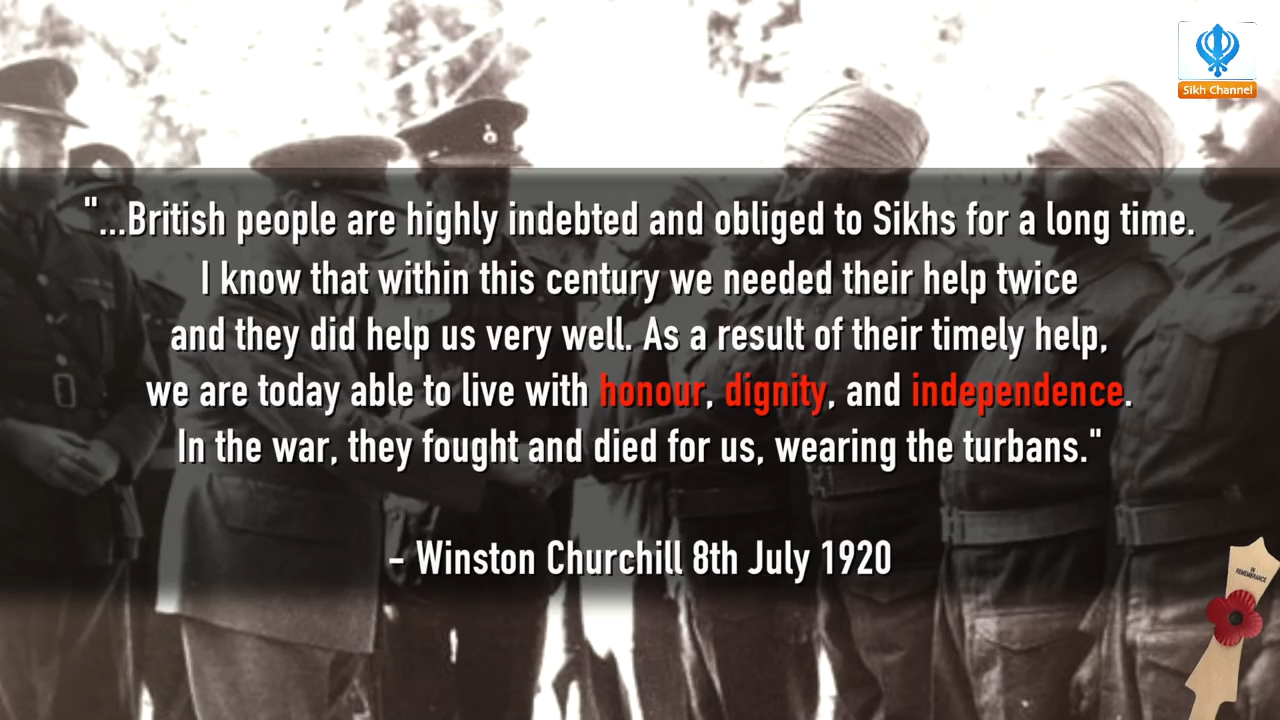 Sikh Channel
"...British people are highly indebted and obliged to Sikhs for a long time.
I know that within this century we needed their help twice
and they did help us very well. As a result of their timely help,
we are today able to live with honour, dignity, and independence.
In the war, they fought and died for us, wearing the turbans."
- Winston Churchill 8th July 1920
IN
REMEMBRANCE